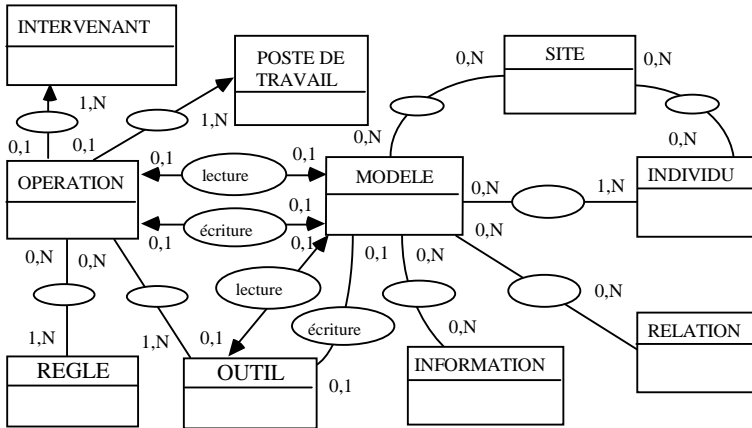 INTERVENANT
POSTE DE
TRAVAIL
SITE
0,N
0,N
1,N
1,N
0,1
0,1
0,N
0,N
OPERATION
0,1
lecture
0,1
MODELE
INDIVIDU
0,N
1,N
0,1
écriture
0,1
0,1
0,N
0,N
0,N
0,1
0,N
lecture
0,N
écriture
1,N
1,N
0,1
0,N
RELATION
REGLE
OUTIL
0,1
INFORMATION